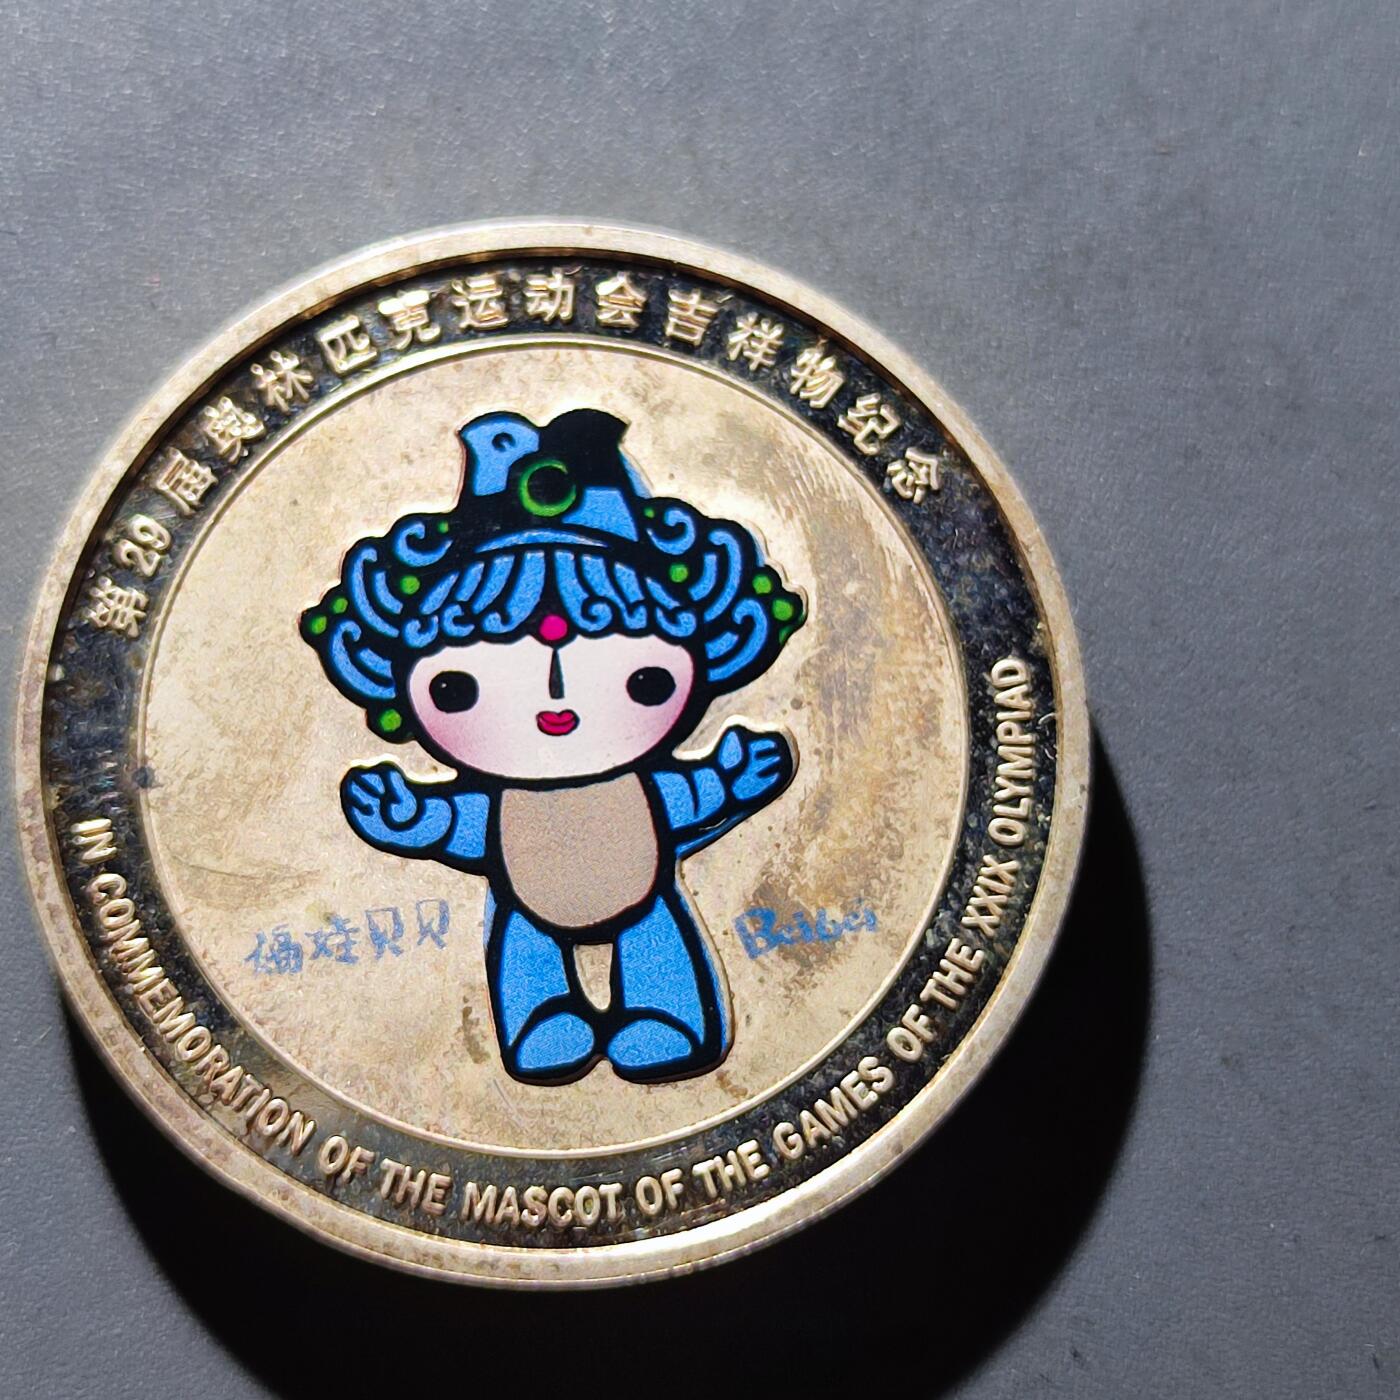 第29届奥林匹克运动会吉祥物纪念
福娃贝贝
Beibei
IN COMMEMORATION OF THE MASCOT OF THE GAMES OF THE XXIX OLYMPIAD